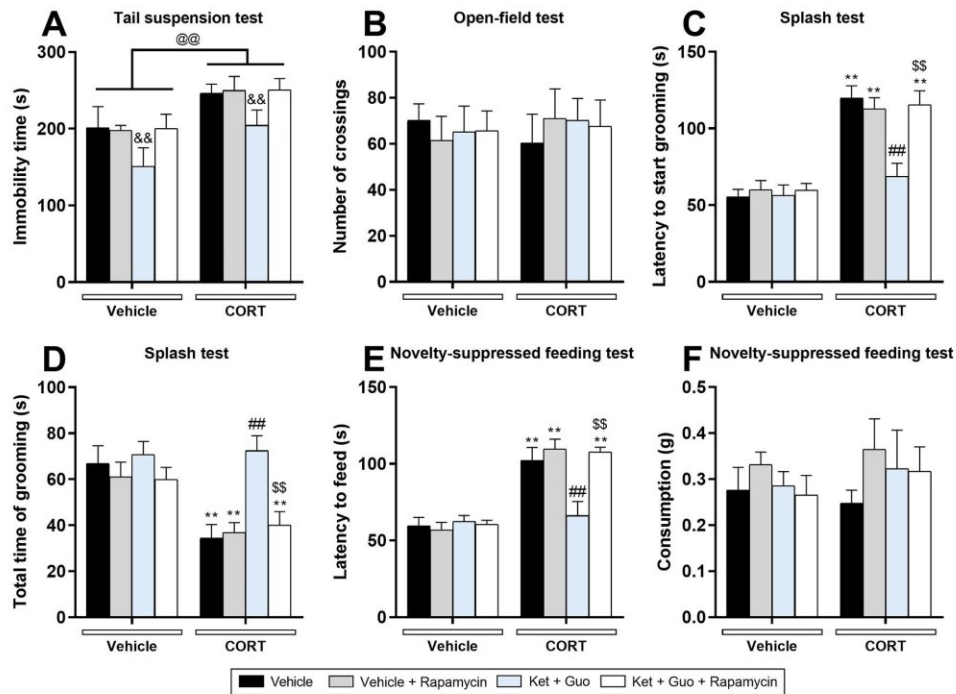 A Tail suspension test
Immobility time (s)
300
200
100
0
@@
&&
&&
Vehicle CORT
B Open-field test
Number of crossings
100
80
60
40
20
0
Vehicle CORT
C Splash test
Latency to start grooming (s)
150
100
50
0
** ** ## $$ **
Vehicle CORT
D Splash test
Total time of grooming (s)
100
80
60
40
20
0
** ** ## $$ **
Vehicle CORT
E Novelty-suppressed feeding test
Latency to feed (s)
150
100
50
0
** ** ## $$ **
Vehicle CORT
F Novelty-suppressed feeding test
Consumption (g)
0.5
0.4
0.3
0.2
0.1
0.0
Vehicle CORT
Vehicle Vehicle + Rapamycin Ket + Guo Ket + Guo + Rapamycin